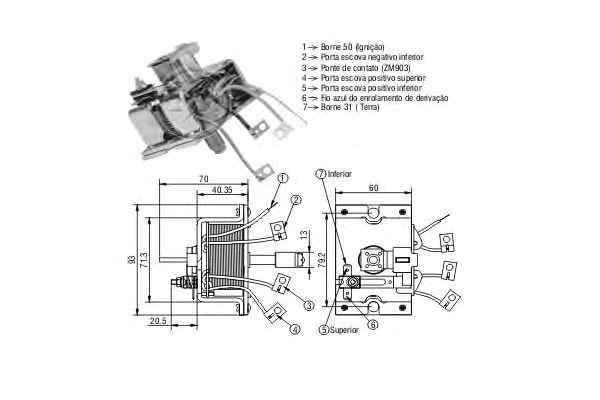 1 → Borne 50 (Ignição)
2 → Porta escova negativo inferior
3 → Ponte de contato (ZM903)
4 → Porta escova positivo superior
5 → Porta escova positivo inferior
6 → Fio azul do enrolamento de derivação
7 → Borne 31 ( Terra)
70
40.35
1
2
7 Inferior
60
93
71.3
13
79.2
20.5
3
4
5 Superior
6